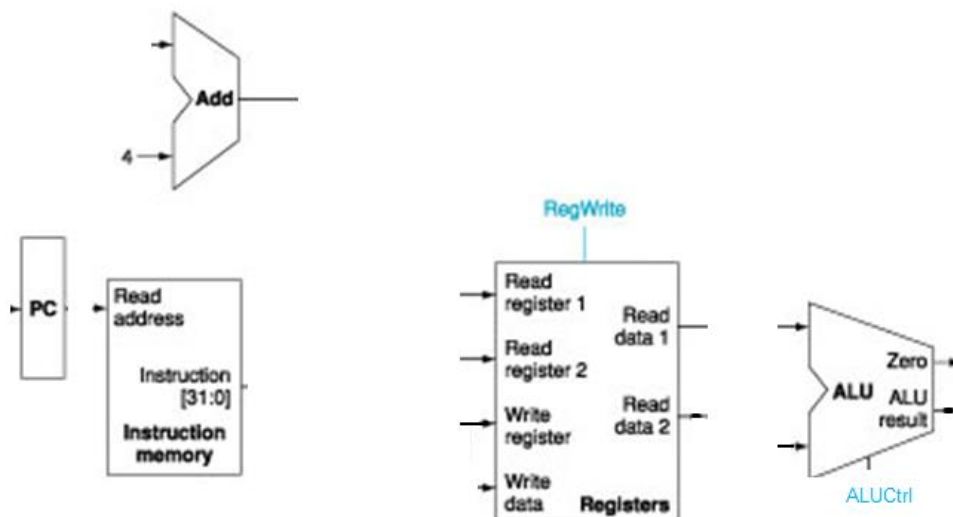 Add
4
RegWrite
PC
Read
address
Instruction
[31:0]
Instruction
memory
Read
register 1
Read
register 2
Write
register
Write
data
Read
data 1
Read
data 2
Registers
Zero
ALU
ALU
result
ALUCtrl